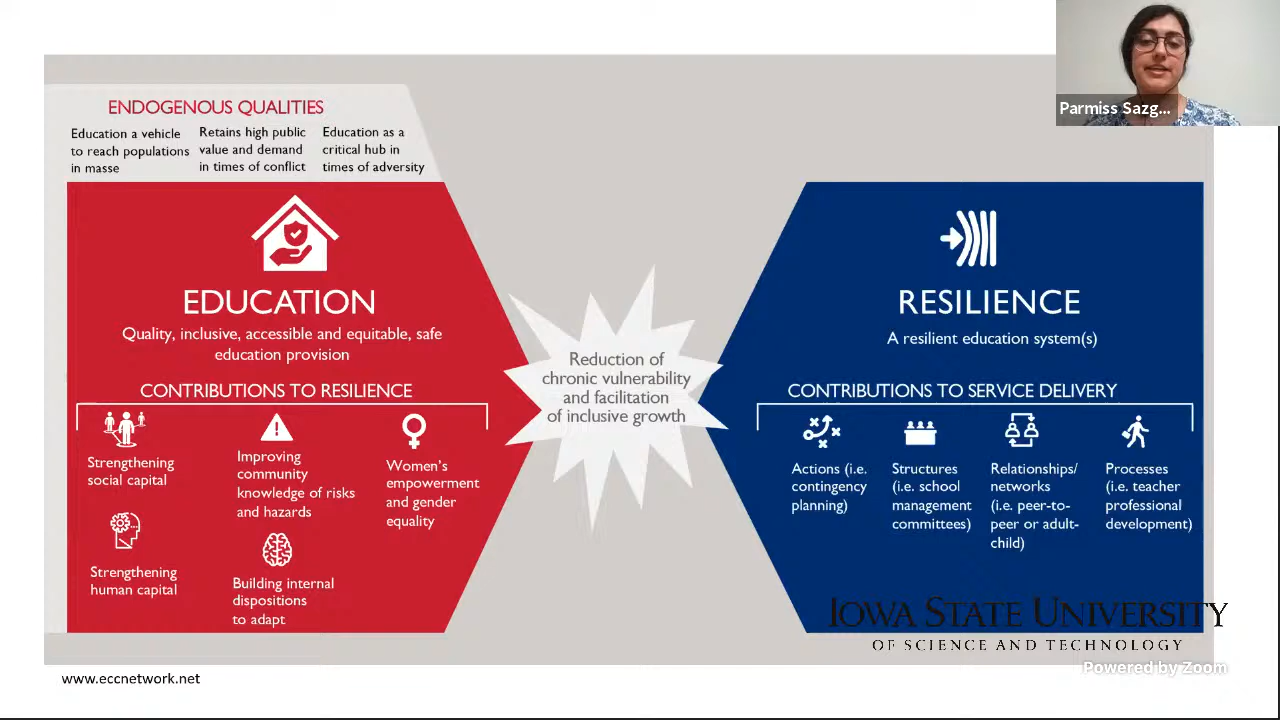 ENDOGENOUS QUALITIES
Education a vehicle
to reach populations
in masse
Retains high public
value and demand
in times of conflict
Education as a
critical hub in
times of adversity
Parmiss Sazg...
EDUCATION
Quality, inclusive, accessible and equitable, safe
education provision
CONTRIBUTIONS TO RESILIENCE
Strengthening
social capital
Improving
community
knowledge of risks
and hazards
Women's
empowerment
and gender
equality
Strengthening
human capital
Building internal
dispositions
to adapt
Reduction of
chronic vulnerability
and facilitation
of inclusive growth
RESILIENCE
A resilient education system(s)
CONTRIBUTIONS TO SERVICE DELIVERY
Actions (i.e.
contingency
planning)
Structures
(i.e. school
management
committees)
Relationships/
networks
(i.e. peer-to-
peer or adult-
child)
Processes
(i.e. teacher
professional
development)
IOWA STATE UNIVERSITY
OF SCIENCE AND TECHNOLOGY
Powered by Zoom
www.eccnetwork.net